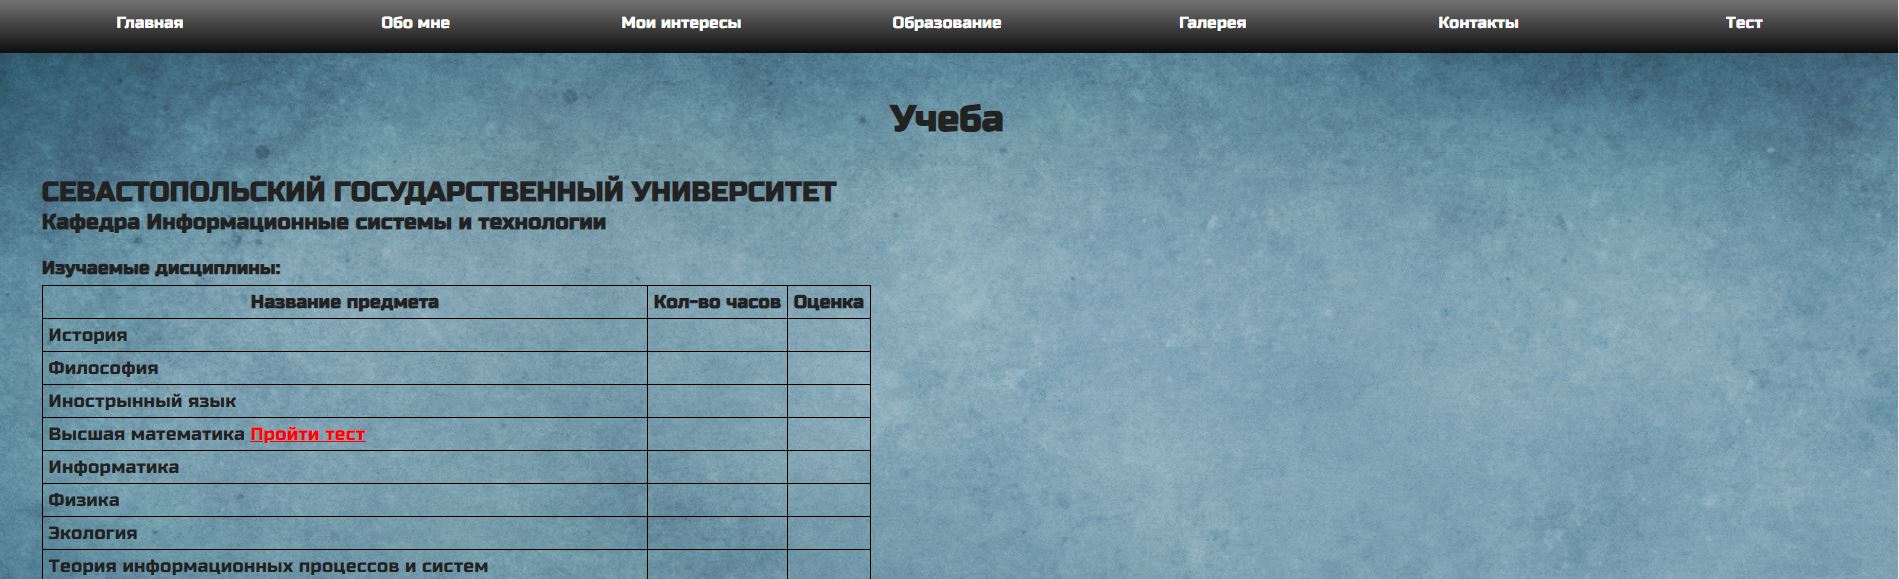 Главная Обо мне Мои интересы Образование Галерея Контакты Тест
Учеба
СЕВАСТОПОЛЬСКИЙ ГОСУДАРСТВЕННЫЙ УНИВЕРСИТЕТ
Кафедра Информационные системы и технологии
Изучаемые дисциплины:
Название предмета Кол-во часов Оценка
История
Философия
Инострынный язык
Высшая математика Пройти тест
Информатика
Физика
Экология
Теория информационных процессов и систем